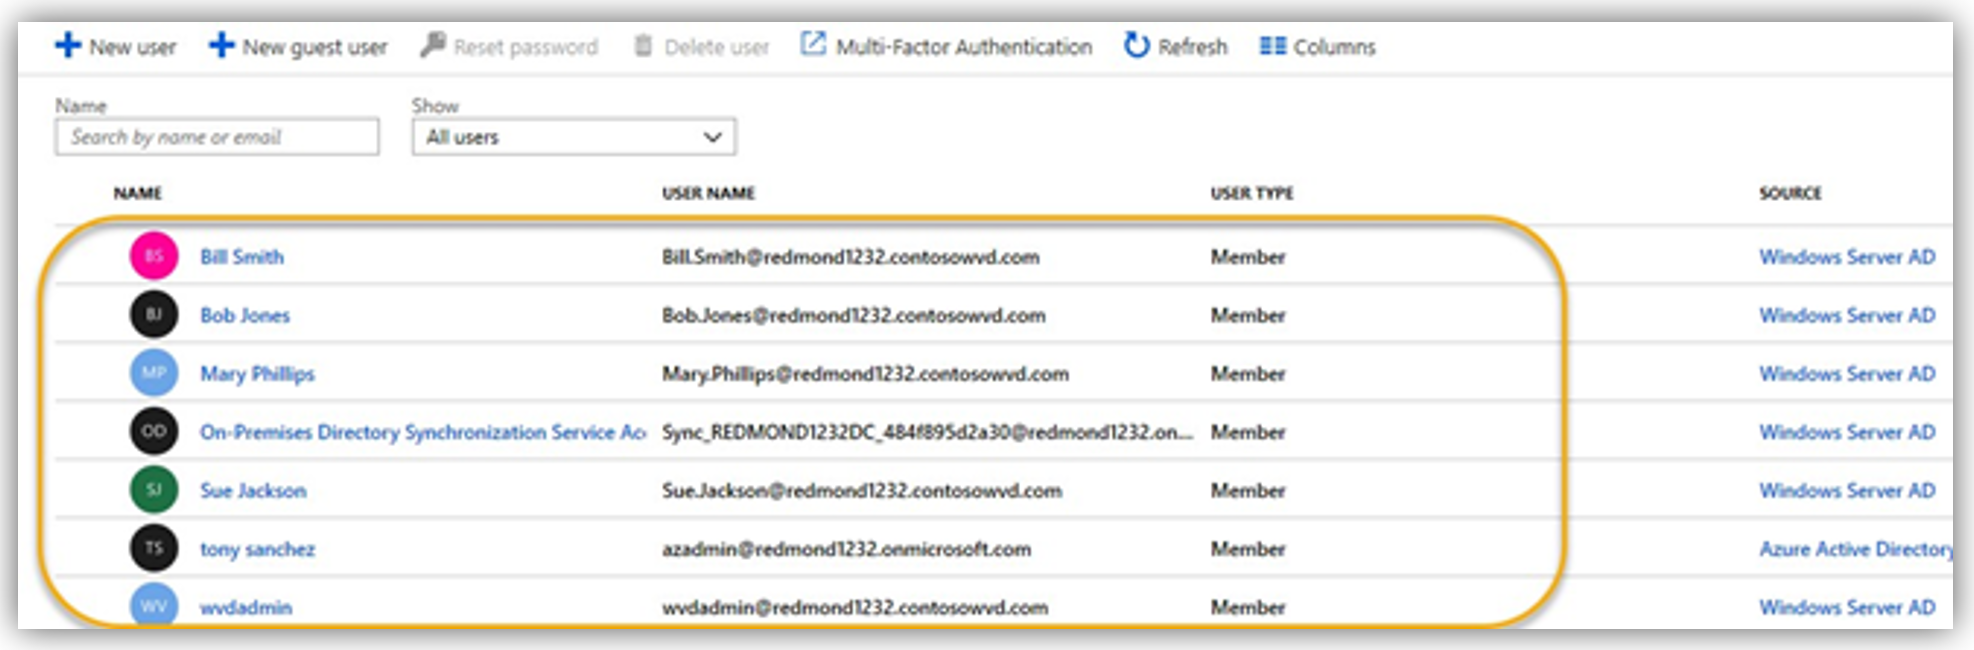 New user New guest user Reset password Delete user Multi-Factor Authentication Refresh Columns
Name Show
Search by name or email All users
NAME USER NAME USER TYPE SOURCE
BS Bill Smith Bill.Smith@redmond1232.contosowvd.com Member Windows Server AD
BJ Bob Jones Bob.Jones@redmond1232.contosowvd.com Member Windows Server AD
MP Mary Phillips Mary.Phillips@redmond1232.contosowvd.com Member Windows Server AD
OD On-Premises Directory Synchronization Service Acc Sync_REDMOND1232DC_484f895d2a30@redmond1232.on... Member Windows Server AD
SJ Sue Jackson Sue.Jackson@redmond1232.contosowvd.com Member Windows Server AD
TS tony sanchez azadmin@redmond1232.onmicrosoft.com Member Azure Active Directory
WV wvdadmin wvdadmin@redmond1232.contosowvd.com Member Windows Server AD